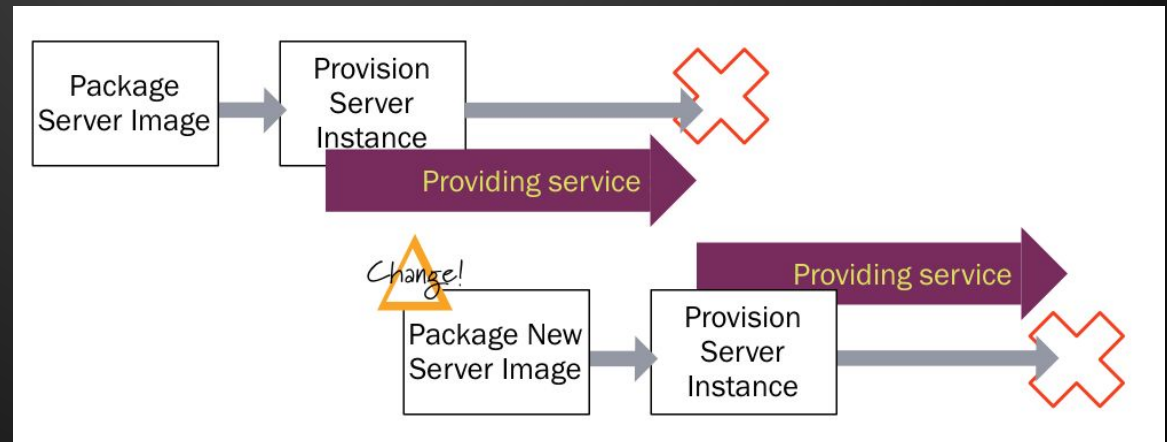 Package
Server Image
Provision
Server
Instance
Providing service
Change!
Providing service
Package New
Server Image
Provision
Server
Instance